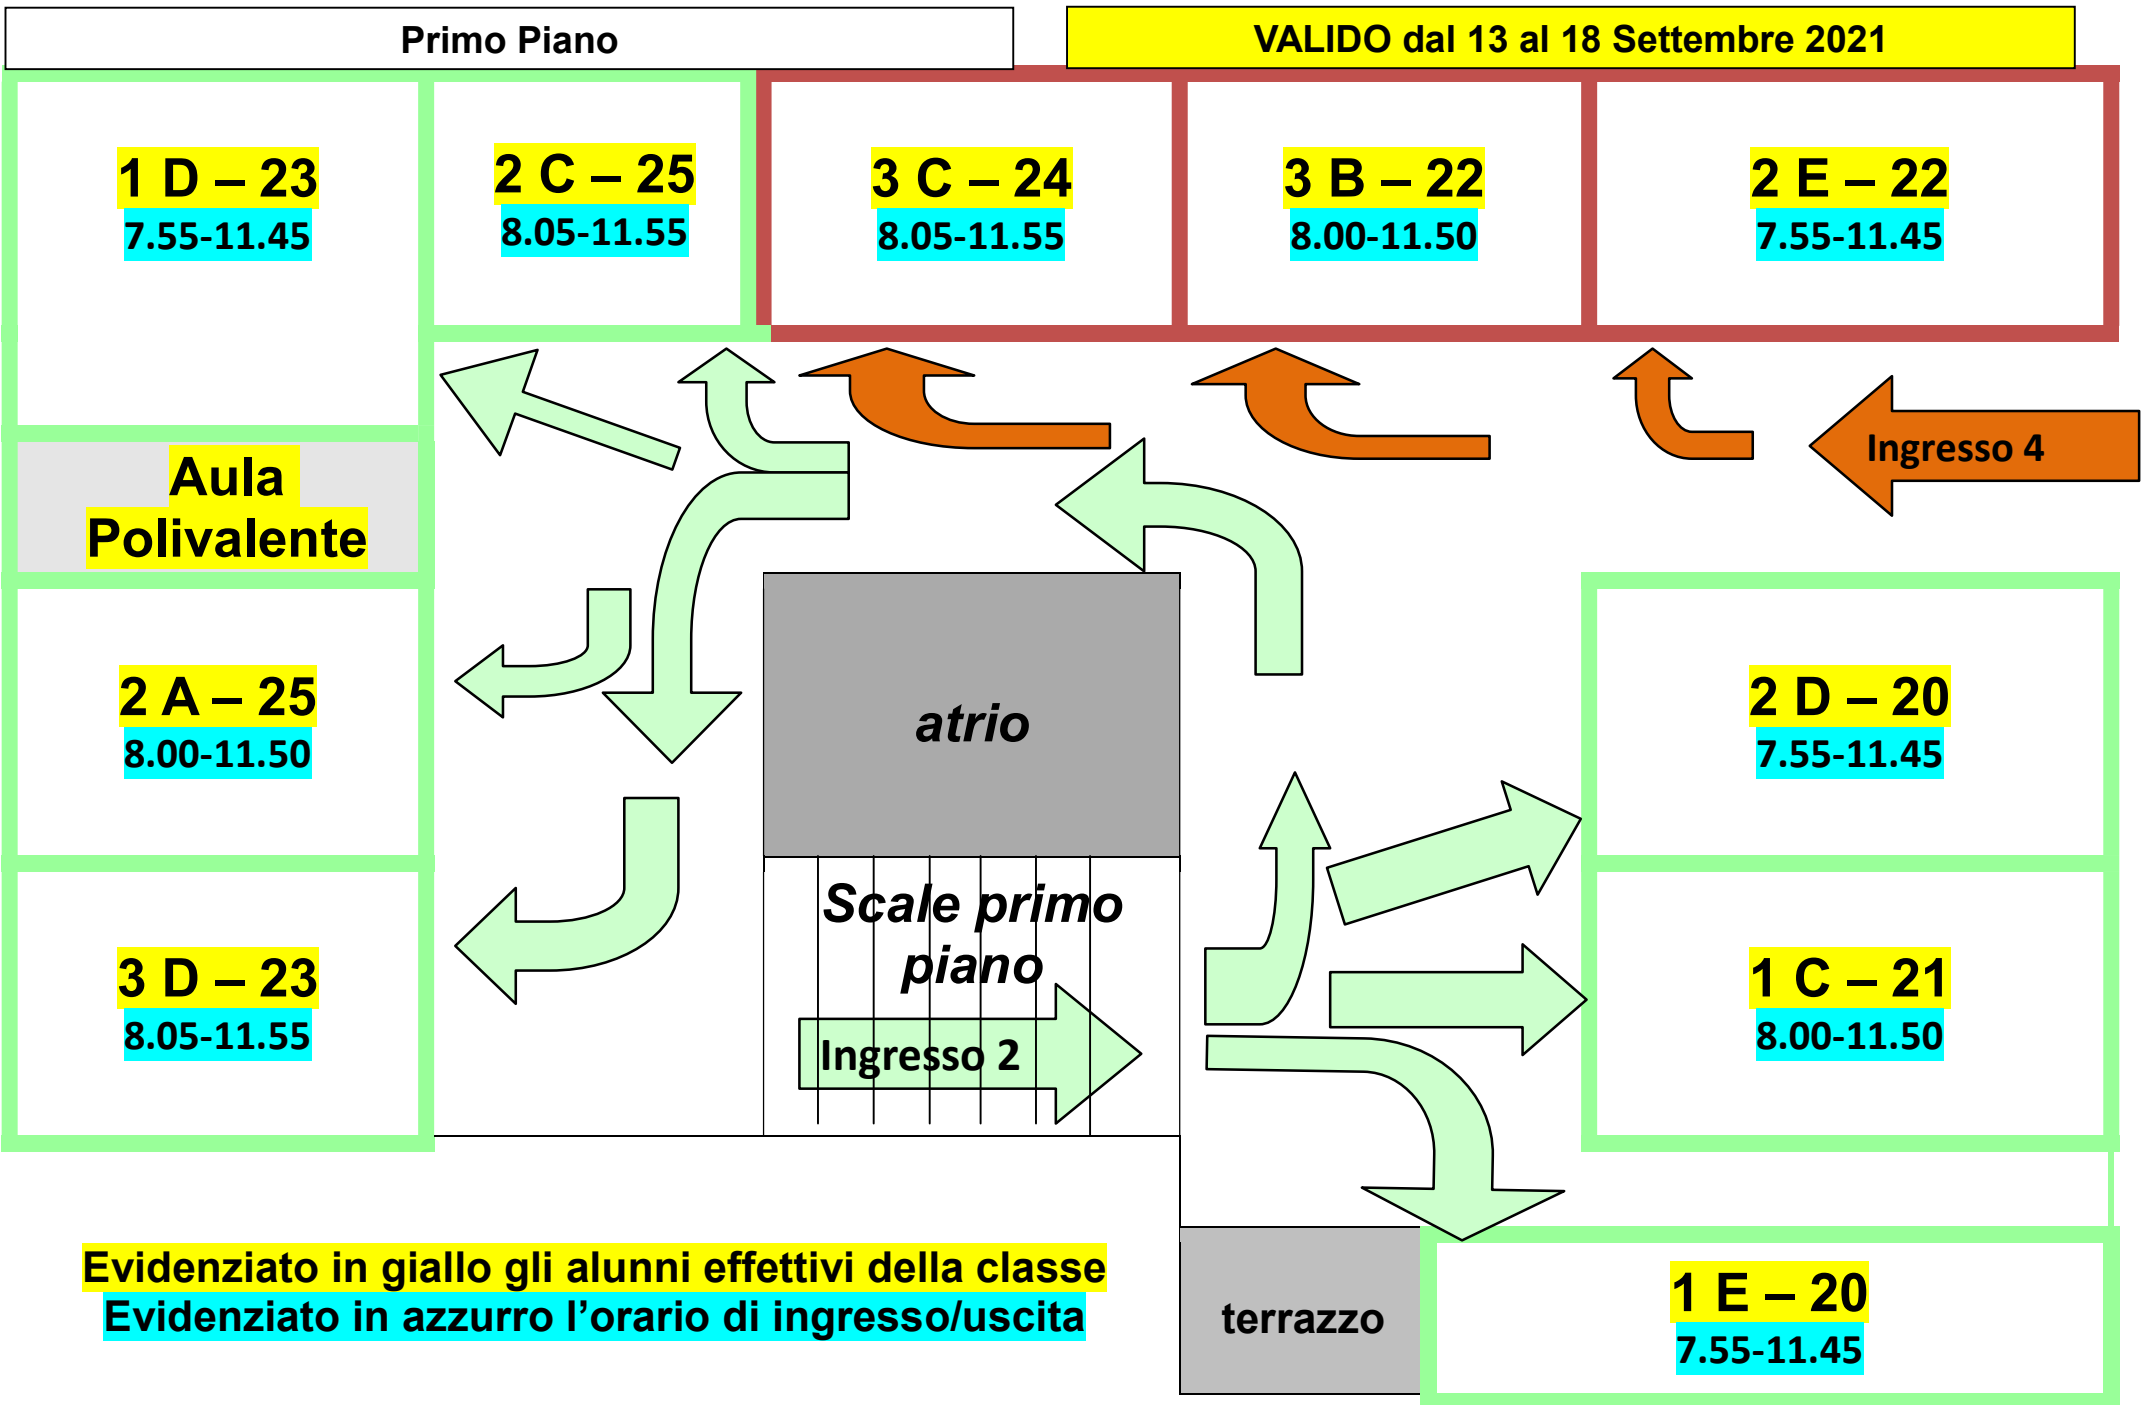 Primo Piano
VALIDO dal 13 al 18 Settembre 2021
1 D – 23
7.55-11.45
2 C – 25
8.05-11.55
3 C – 24
8.05-11.55
3 B – 22
8.00-11.50
2 E – 22
7.55-11.45
Ingresso 4
Aula
Polivalente
2 A – 25
8.00-11.50
atrio
2 D – 20
7.55-11.45
3 D – 23
8.05-11.55
Scale primo
piano
Ingresso 2
1 C – 21
8.00-11.50
Evidenziato in giallo gli alunni effettivi della classe
Evidenziato in azzurro l'orario di ingresso/uscita
terrazzo
1 E – 20
7.55-11.45